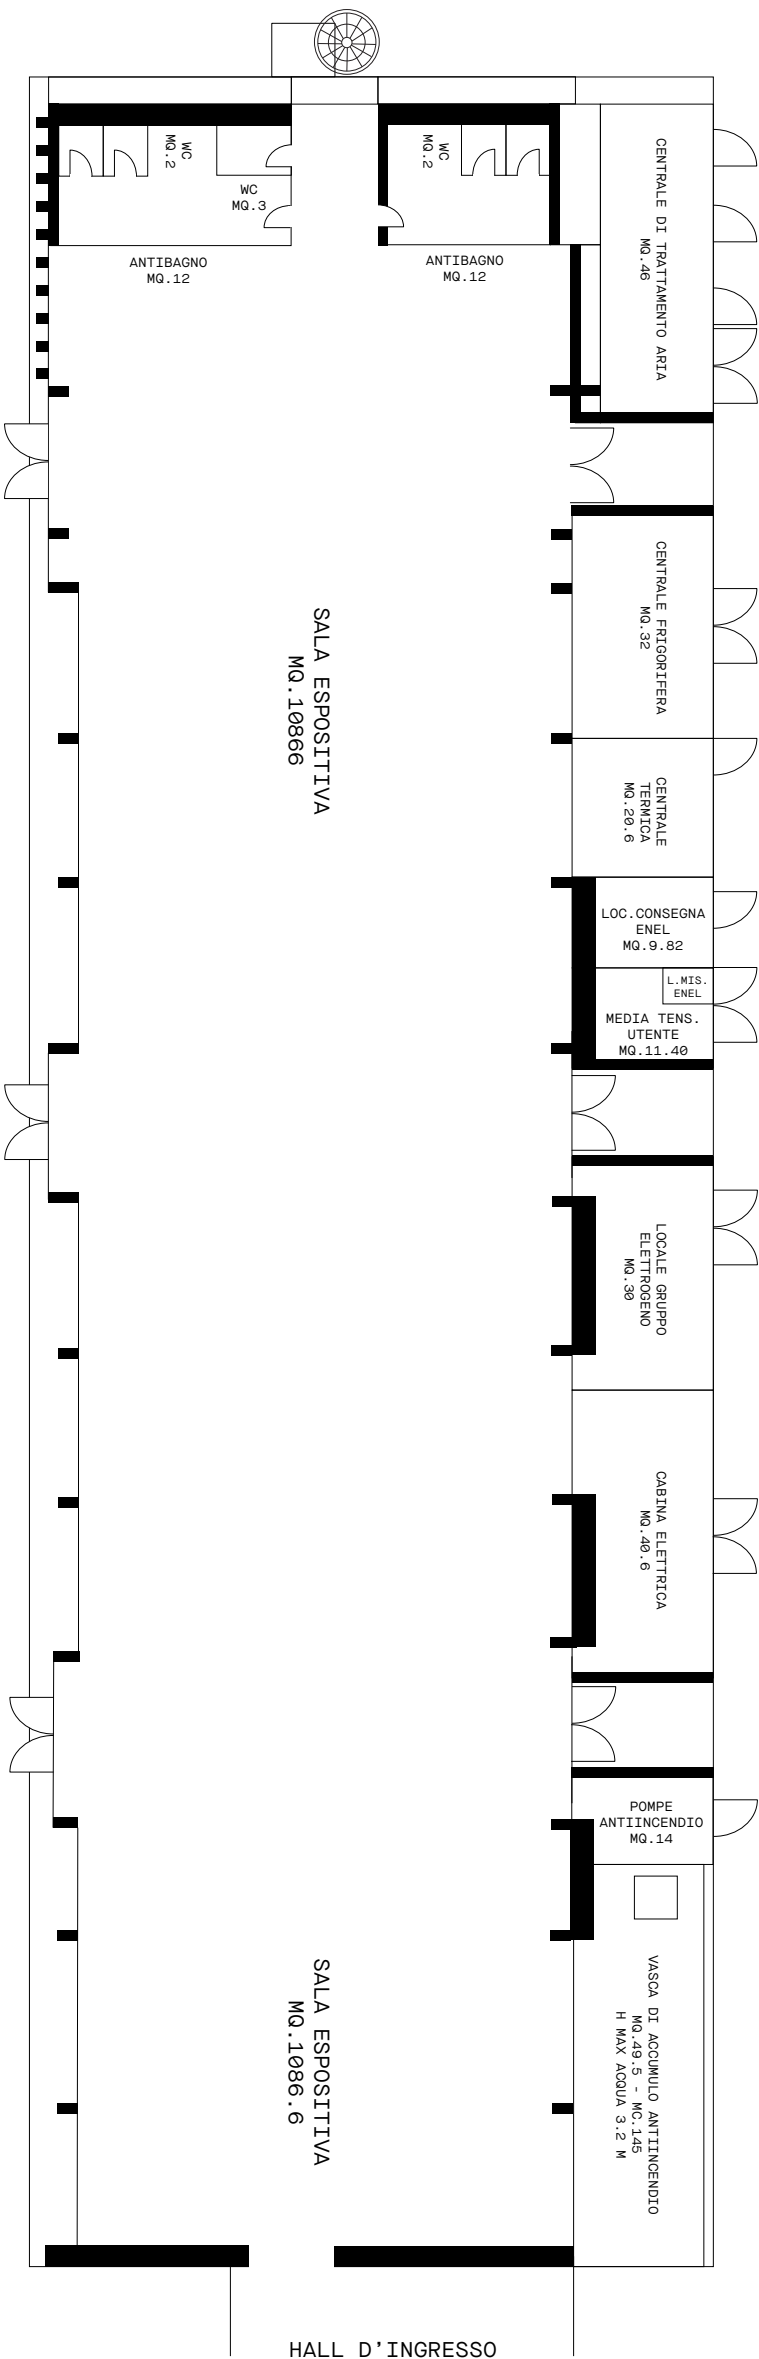 WC
MQ.2
WC
MQ.3
WC
MQ.2
ANTIBAGNO
MQ.12
ANTIBAGNO
MQ.12
CENTRALE DI TRATTAMENTO ARIA
MQ.46
CENTRALE FRIGORIFERA
MQ.32
SALA ESPOSITIVA
MQ.10866
CENTRALE
TERMICA
MQ.20.6
LOC.CONSEGNA
ENEL
MQ.9.82
L.MIS.
ENEL
MEDIA TENS.
UTENTE
MQ.11.40
LOCALE GRUPPO
ELETTROGENO
MQ.30
CABINA ELETTRICA
MQ.40.6
POMPE
ANTIINCENDIO
MQ.14
SALA ESPOSITIVA
MQ.1086.6
VASCA DI ACCUMULO ANTIINCENDIO
MQ.49.5 - MC.145
H MAX ACQUA 3.2 M
HALL D'INGRESSO